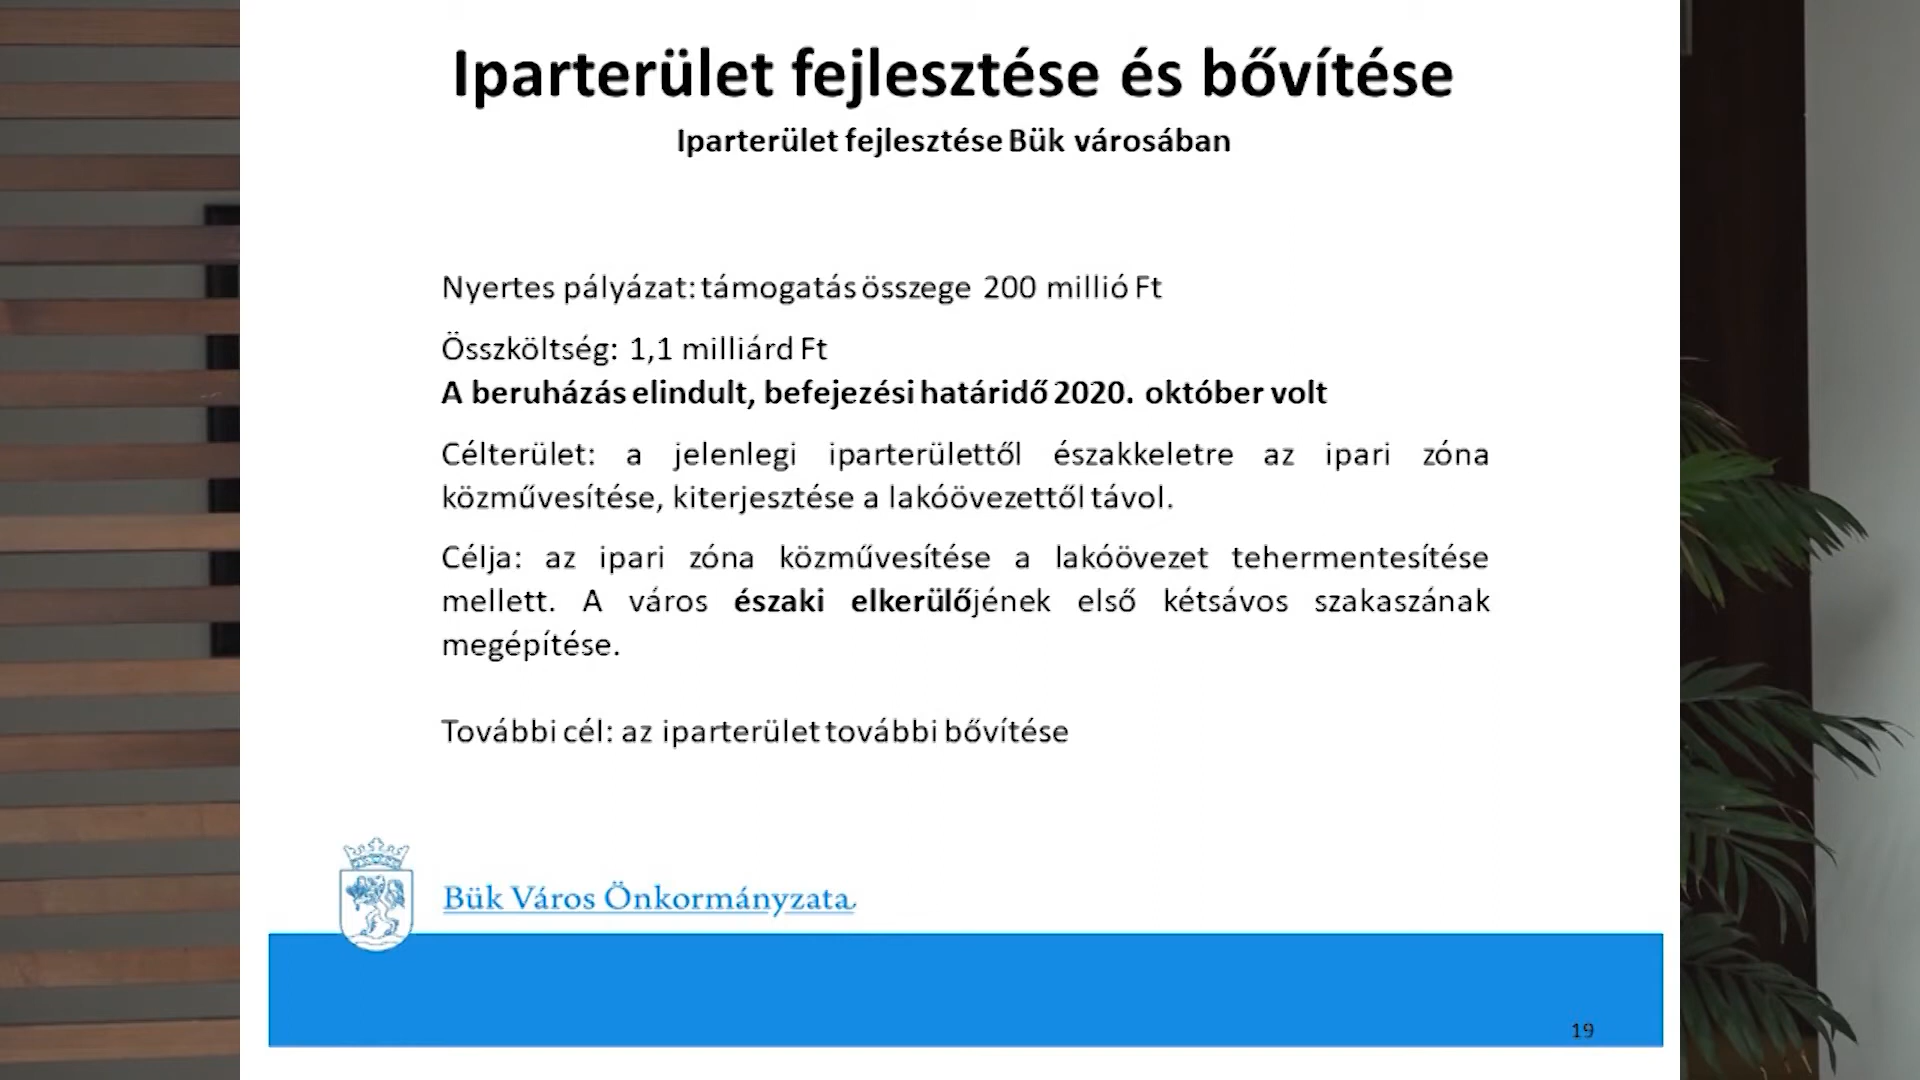 Iparterület fejlesztése és bővítése
Iparterület fejlesztése Bük városában
Nyertes pályázat: támogatás összege 200 millió Ft
Összköltség: 1,1 milliárd Ft
A beruházás elindult, befejezési határidő 2020. október volt
Célterület: a jelenlegi iparterülettől északkeletre az ipari zóna
közművesítése, kiterjesztése a lakóövezettől távol.
Célja: az ipari zóna közművesítése a lakóövezet tehermentesítése
mellett. A város északi elkerülőjének első kétsávos szakaszának
megépítése.
További cél: az iparterület további bővítése
Bük Város Önkormányzata
19